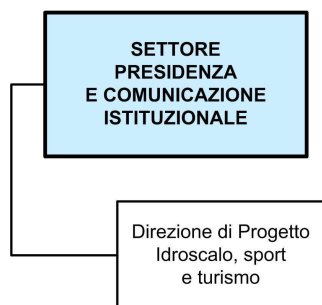 SETTORE
PRESIDENZA
E COMUNICAZIONE
ISTITUZIONALE
Direzione di Progetto
Idroscalo, sport
e turismo